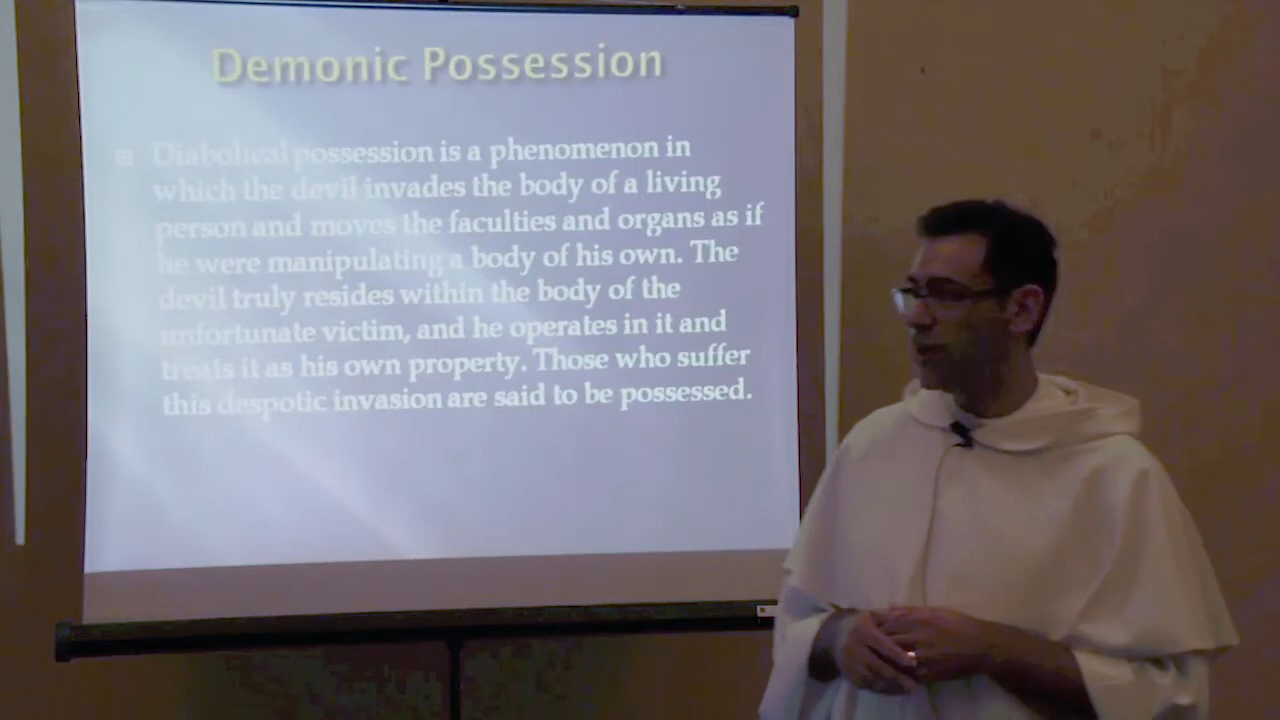 Demonic Possession
Diabolical possession is a phenomenon in
which the devil invades the body of a living
person and moves the faculties and organs as if
he were manipulating a body of his own. The
devil truly resides within the body of the
unfortunate victim, and he operates in it and
treats it as his own property. Those who suffer
this despotic invasion are said to be possessed.